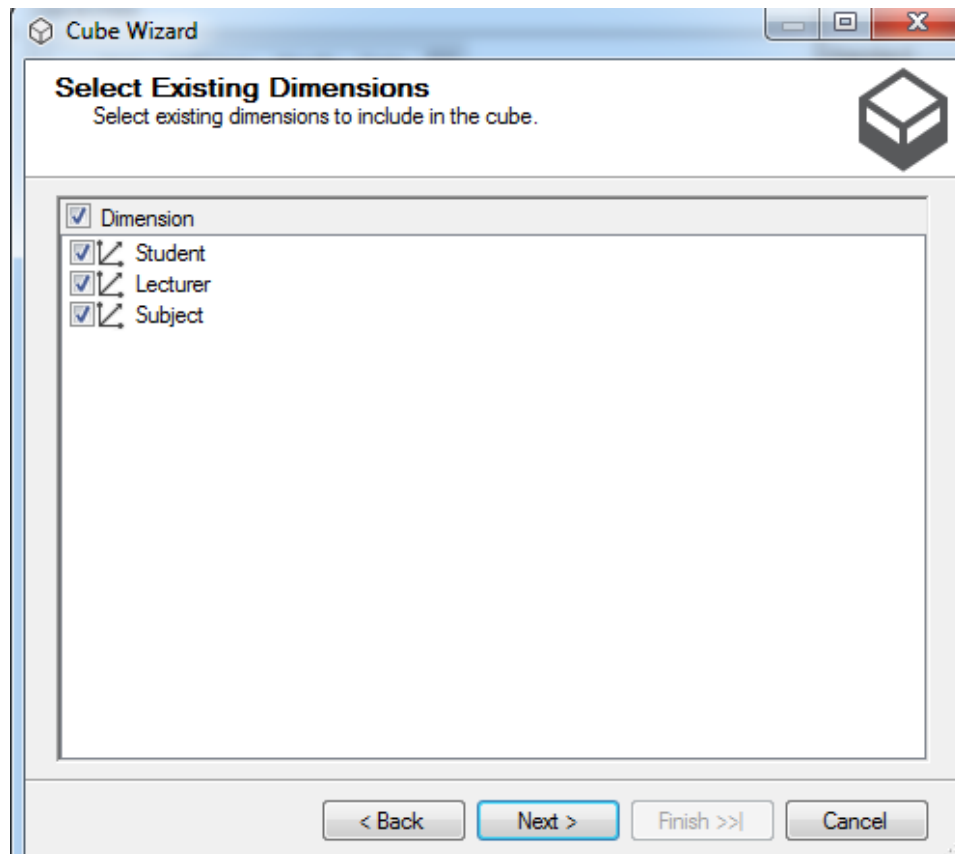 Cube Wizard
Select Existing Dimensions
Select existing dimensions to include in the cube.
Dimension
Student
Lecturer
Subject
< Back Next > Finish >>| Cancel